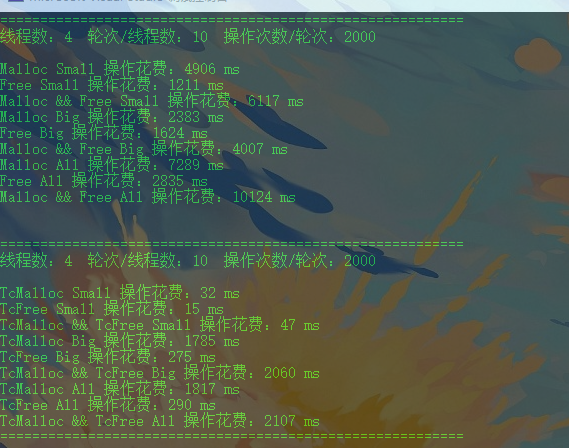 ==========================================================
线程数：4  轮次/线程数：10  操作次数/轮次：2000
Malloc Small 操作花费：4906 ms
Free Small 操作花费：1211 ms
Malloc && Free Small 操作花费：6117 ms
Malloc Big 操作花费：2383 ms
Free Big 操作花费：1624 ms
Malloc && Free Big 操作花费：4007 ms
Malloc All 操作花费：7289 ms
Free All 操作花费：2835 ms
Malloc && Free All 操作花费：10124 ms
==========================================================
线程数：4  轮次/线程数：10  操作次数/轮次：2000
TcMalloc Small 操作花费：32 ms
TcFree Small 操作花费：15 ms
TcMalloc && TcFree Small 操作花费：47 ms
TcMalloc Big 操作花费：1785 ms
TcFree Big 操作花费：275 ms
TcMalloc && TcFree Big 操作花费：2060 ms
TcMalloc All 操作花费：1817 ms
TcFree All 操作花费：290 ms
TcMalloc && TcFree All 操作花费：2107 ms
==========================================================